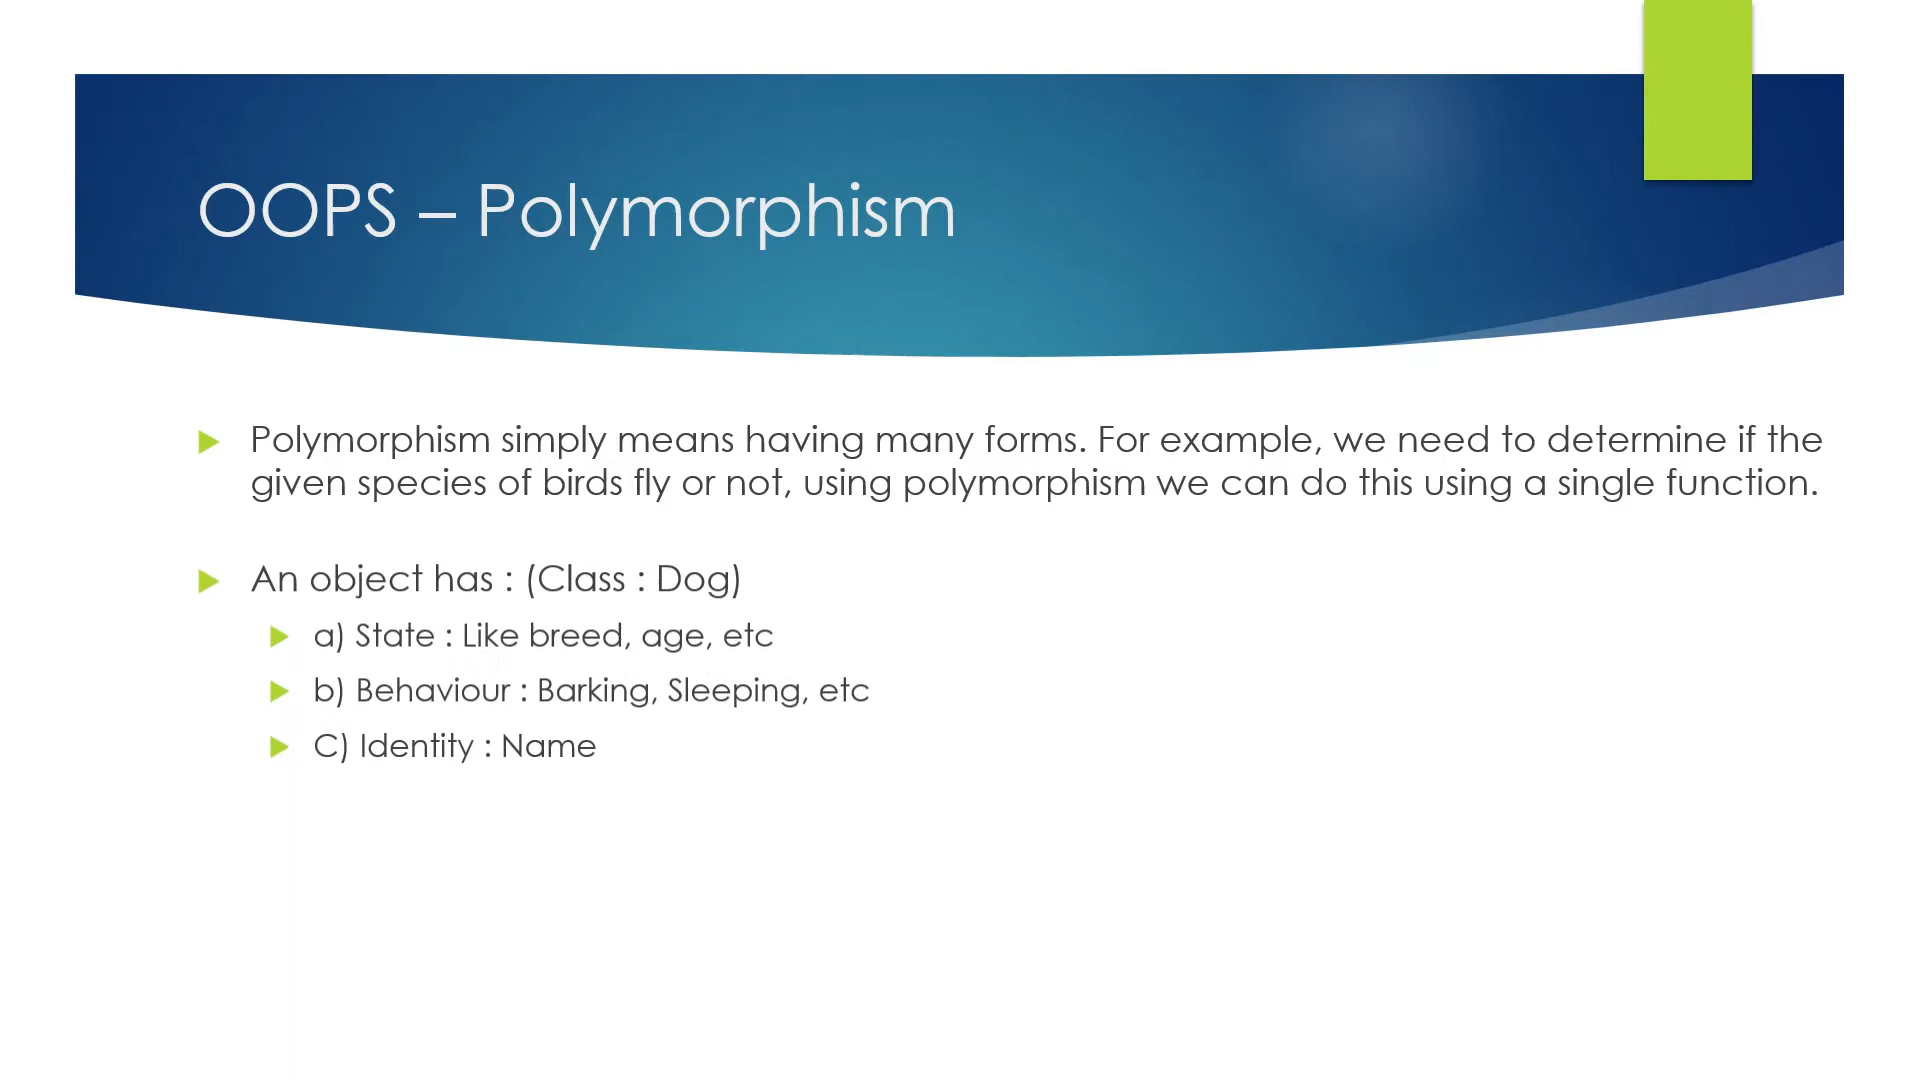 OOPS – Polymorphism
Polymorphism simply means having many forms. For example, we need to determine if the
given species of birds fly or not, using polymorphism we can do this using a single function.
An object has : (Class : Dog)
a) State : Like breed, age, etc
b) Behaviour : Barking, Sleeping, etc
C) Identity : Name